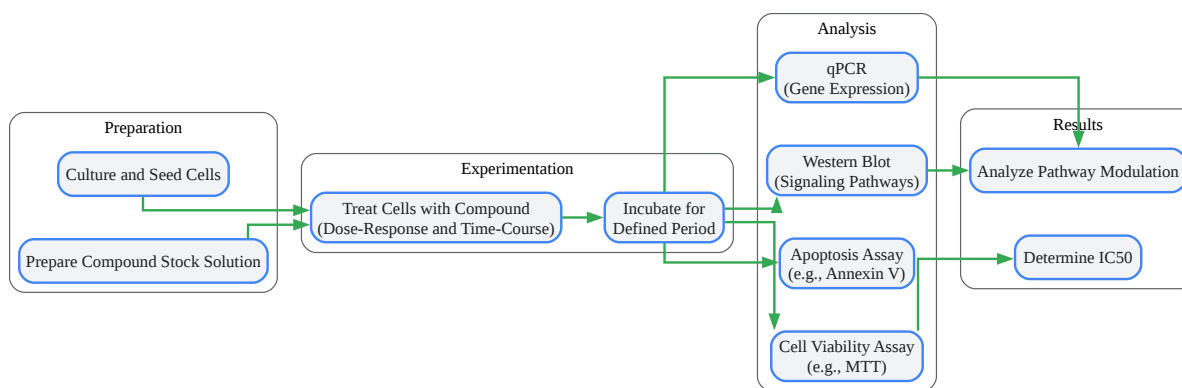 Preparation
Culture and Seed Cells
Prepare Compound Stock Solution
Experimentation
Treat Cells with Compound
(Dose-Response and Time-Course)
Incubate for
Defined Period
Analysis
qPCR
(Gene Expression)
Western Blot
(Signaling Pathways)
Apoptosis Assay
(e.g., Annexin V)
Cell Viability Assay
(e.g., MTT)
Results
Analyze Pathway Modulation
Determine IC50